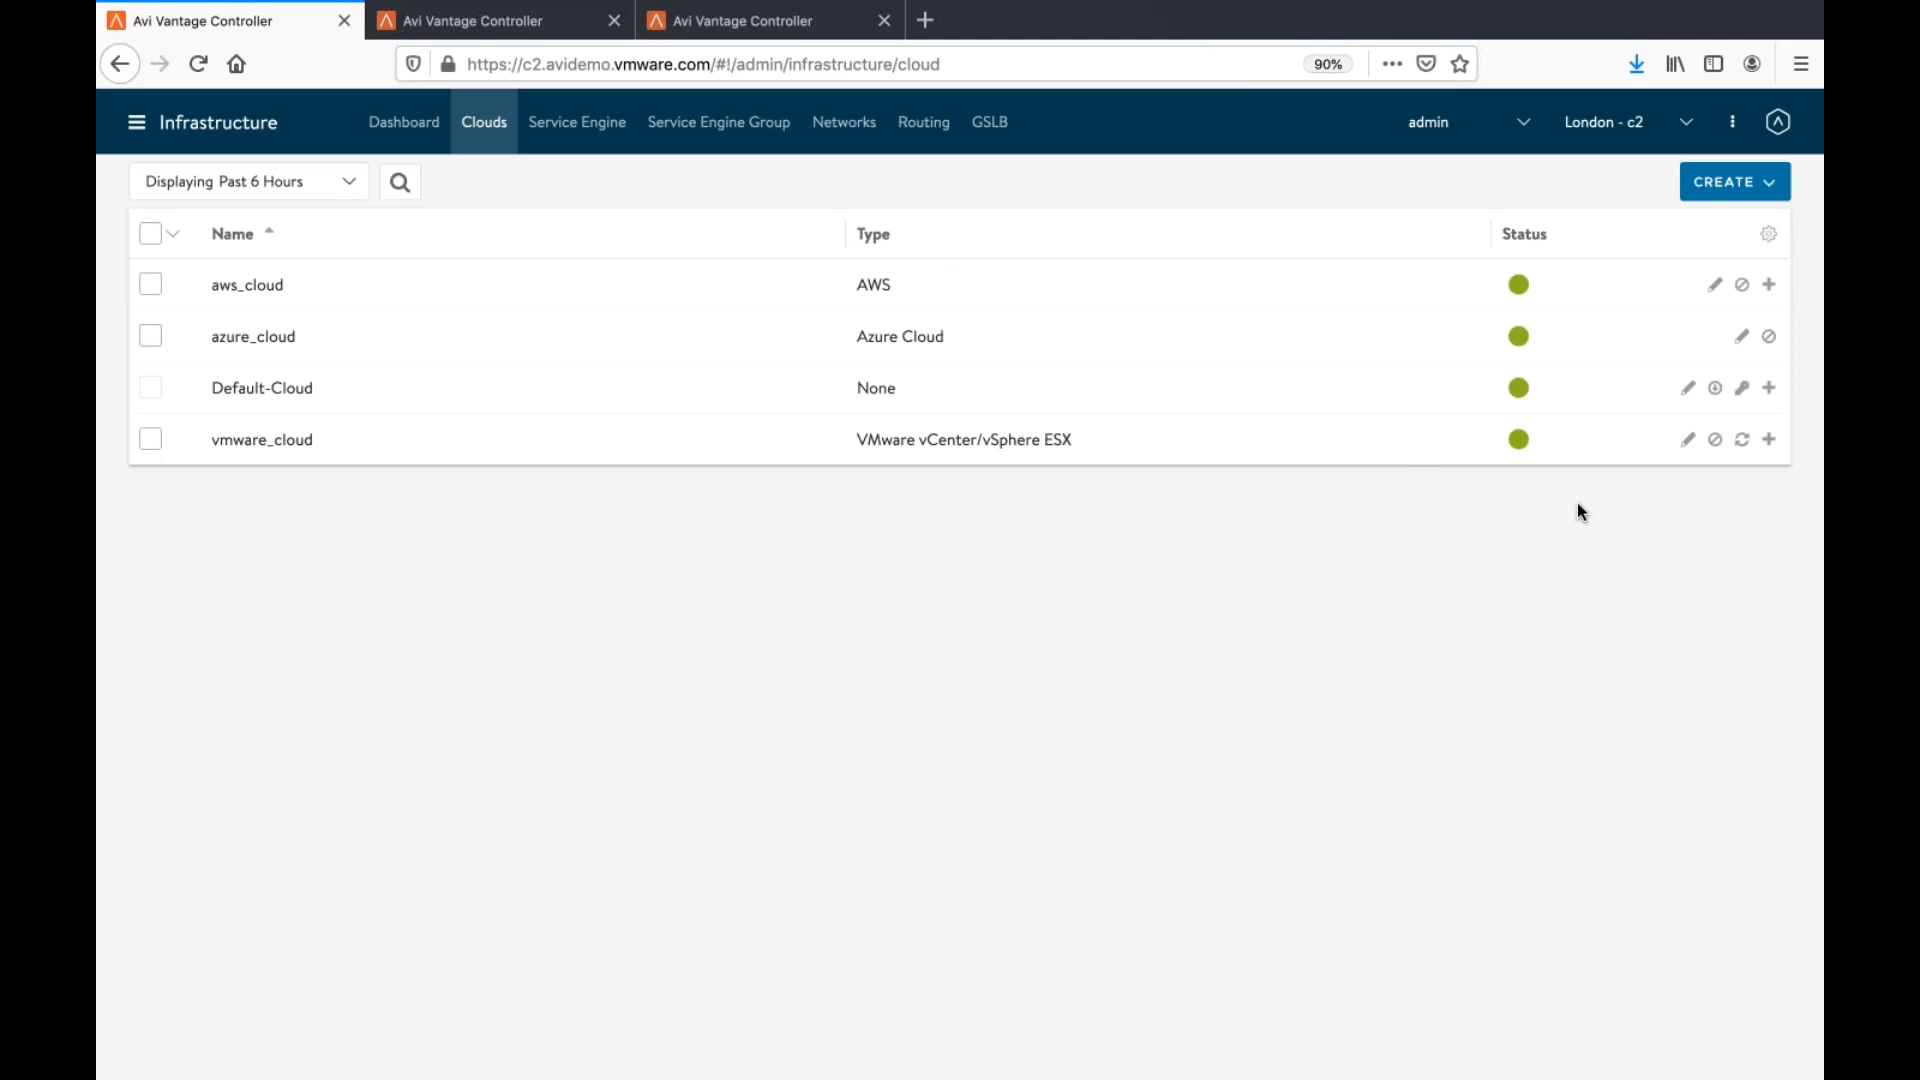 Avi Vantage Controller Avi Vantage Controller Avi Vantage Controller
https://c2.avidemo.vmware.com/#!/admin/infrastructure/cloud 90%
Infrastructure Dashboard Clouds Service Engine Service Engine Group Networks Routing GSLB admin London - c2
Displaying Past 6 Hours CREATE
Name Type Status
aws_cloud AWS
azure_cloud Azure Cloud
Default-Cloud None
vmware_cloud VMware vCenter/vSphere ESX